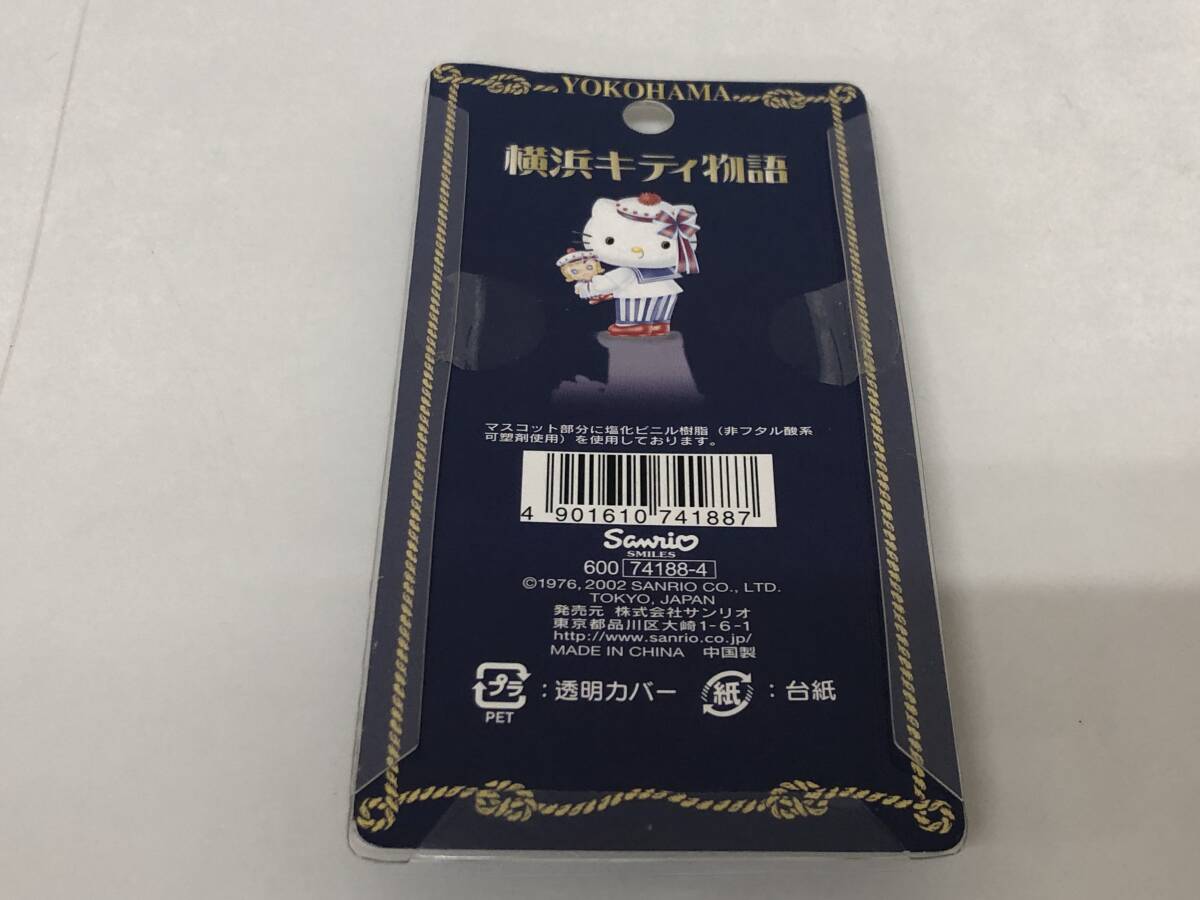 YOKOHAMA
横浜キティ物語
マスコット部分に塩化ビニル樹脂（非フタル酸系
可塑剤使用）を使用しております。
4 901610 741887
Sanrio
SMILES
600 74188-4
©1976, 2002 SANRIO CO., LTD.
TOKYO, JAPAN
発売元 株式会社サンリオ
東京都品川区大崎1-6-1
http://www.sanrio.co.jp/
MADE IN CHINA 中国製
プラ :透明カバー 紙 :台紙
PET